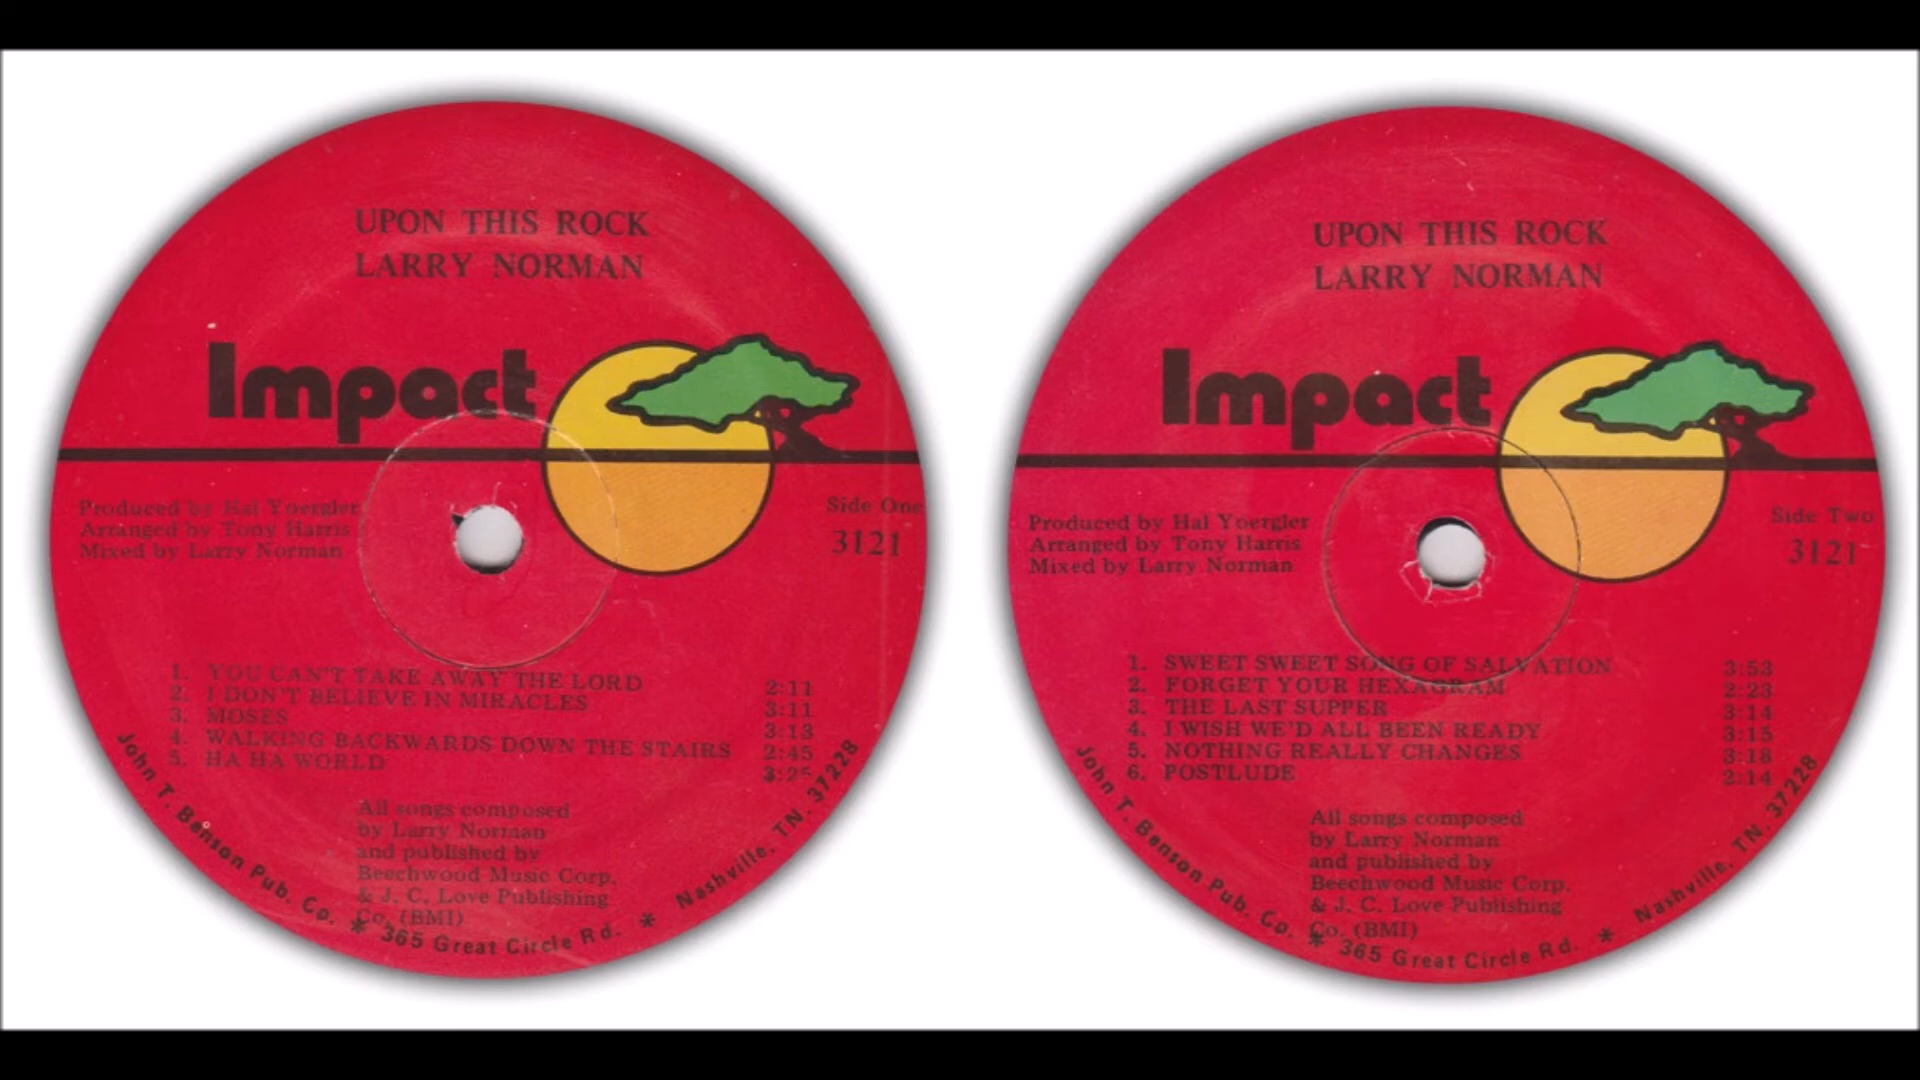 UPON THIS ROCK
LARRY NORMAN
Impact
Produced by Hal Yoergler
Arranged by Tony Harris
Mixed by Larry Norman
Side One
3121
1. YOU CAN'T TAKE AWAY THE LORD 2:11
2. I DON'T BELIEVE IN MIRACLES 3:11
3. MOSES 3:13
4. WALKING BACKWARDS DOWN THE STAIRS 2:45
5. HA HA WORLD 3:25
All songs composed
by Larry Norman
and published by
Beechwood Music Corp.
& J. C. Love Publishing
Co. (BMI)
John T. Benson Pub. Co. * 365 Great Circle Rd. * Nashville, TN. 37228
UPON THIS ROCK
LARRY NORMAN
Impact
Produced by Hal Yoergler
Arranged by Tony Harris
Mixed by Larry Norman
Side Two
3121
1. SWEET SWEET SONG OF SALVATION 3:53
2. FORGET YOUR HEXAGRAM 2:23
3. THE LAST SUPPER 3:14
4. I WISH WE'D ALL BEEN READY 3:15
5. NOTHING REALLY CHANGES 3:18
6. POSTLUDE 2:14
All songs composed
by Larry Norman
and published by
Beechwood Music Corp.
& J. C. Love Publishing
Co. (BMI)
John T. Benson Pub. Co. * 365 Great Circle Rd. * Nashville, TN. 37228